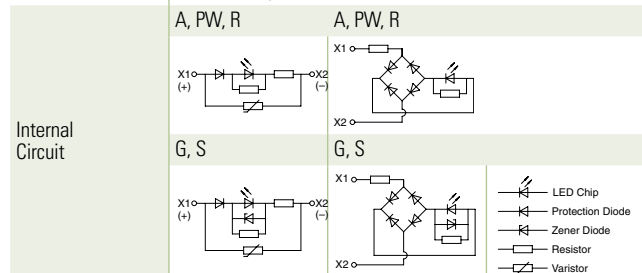 A, PW, R
A, PW, R
X1
(+)
X2
(–)
X1
X2
Internal
Circuit
G, S
G, S
X1
(+)
X2
(–)
X1
X2
LED Chip
Protection Diode
Zener Diode
Resistor
Varistor